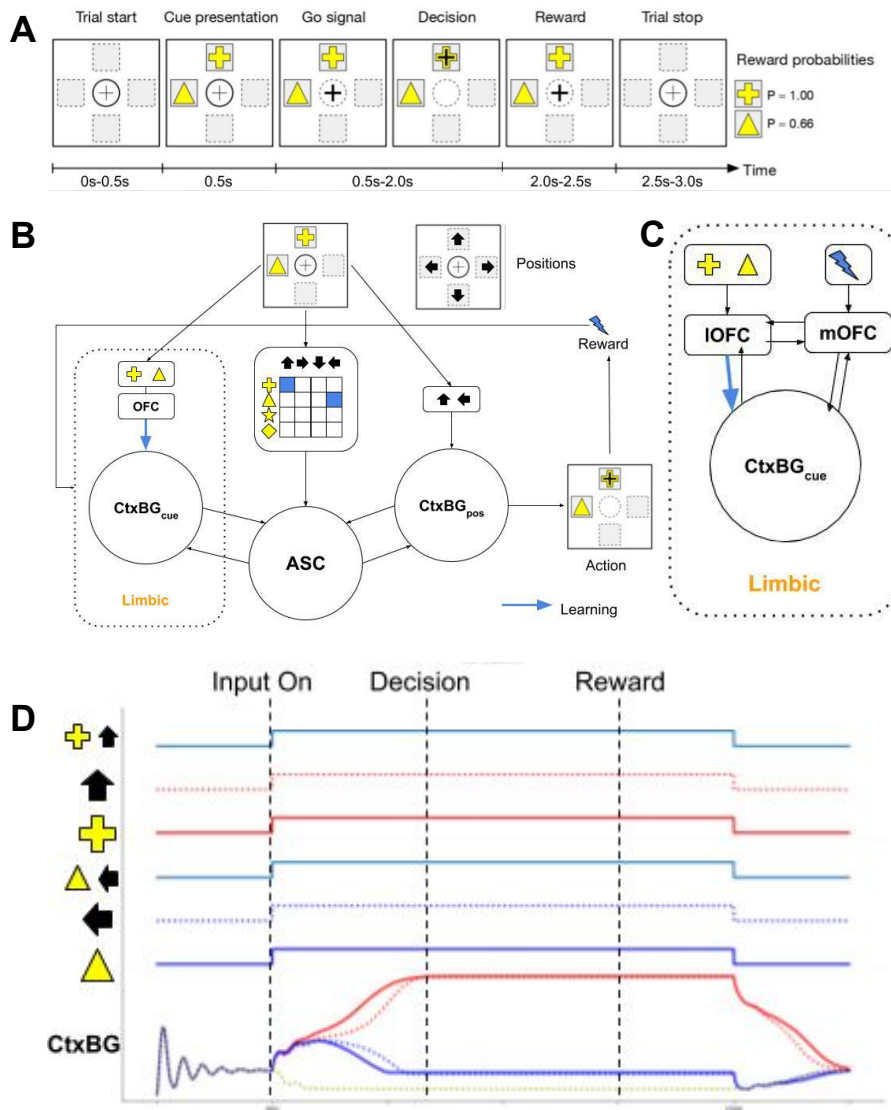 A
Trial start
Cue presentation
Go signal
Decision
Reward
Trial stop
Reward probabilities
P = 1.00
P = 0.66
Time
0s-0.5s
0.5s
0.5s-2.0s
2.0s-2.5s
2.5s-3.0s
B
Positions
Reward
OFC
CtxBGcue
CtxBGpos
ASC
Limbic
Action
Learning
C
lOFC
mOFC
CtxBGcue
Limbic
D
Input On
Decision
Reward
CtxBG